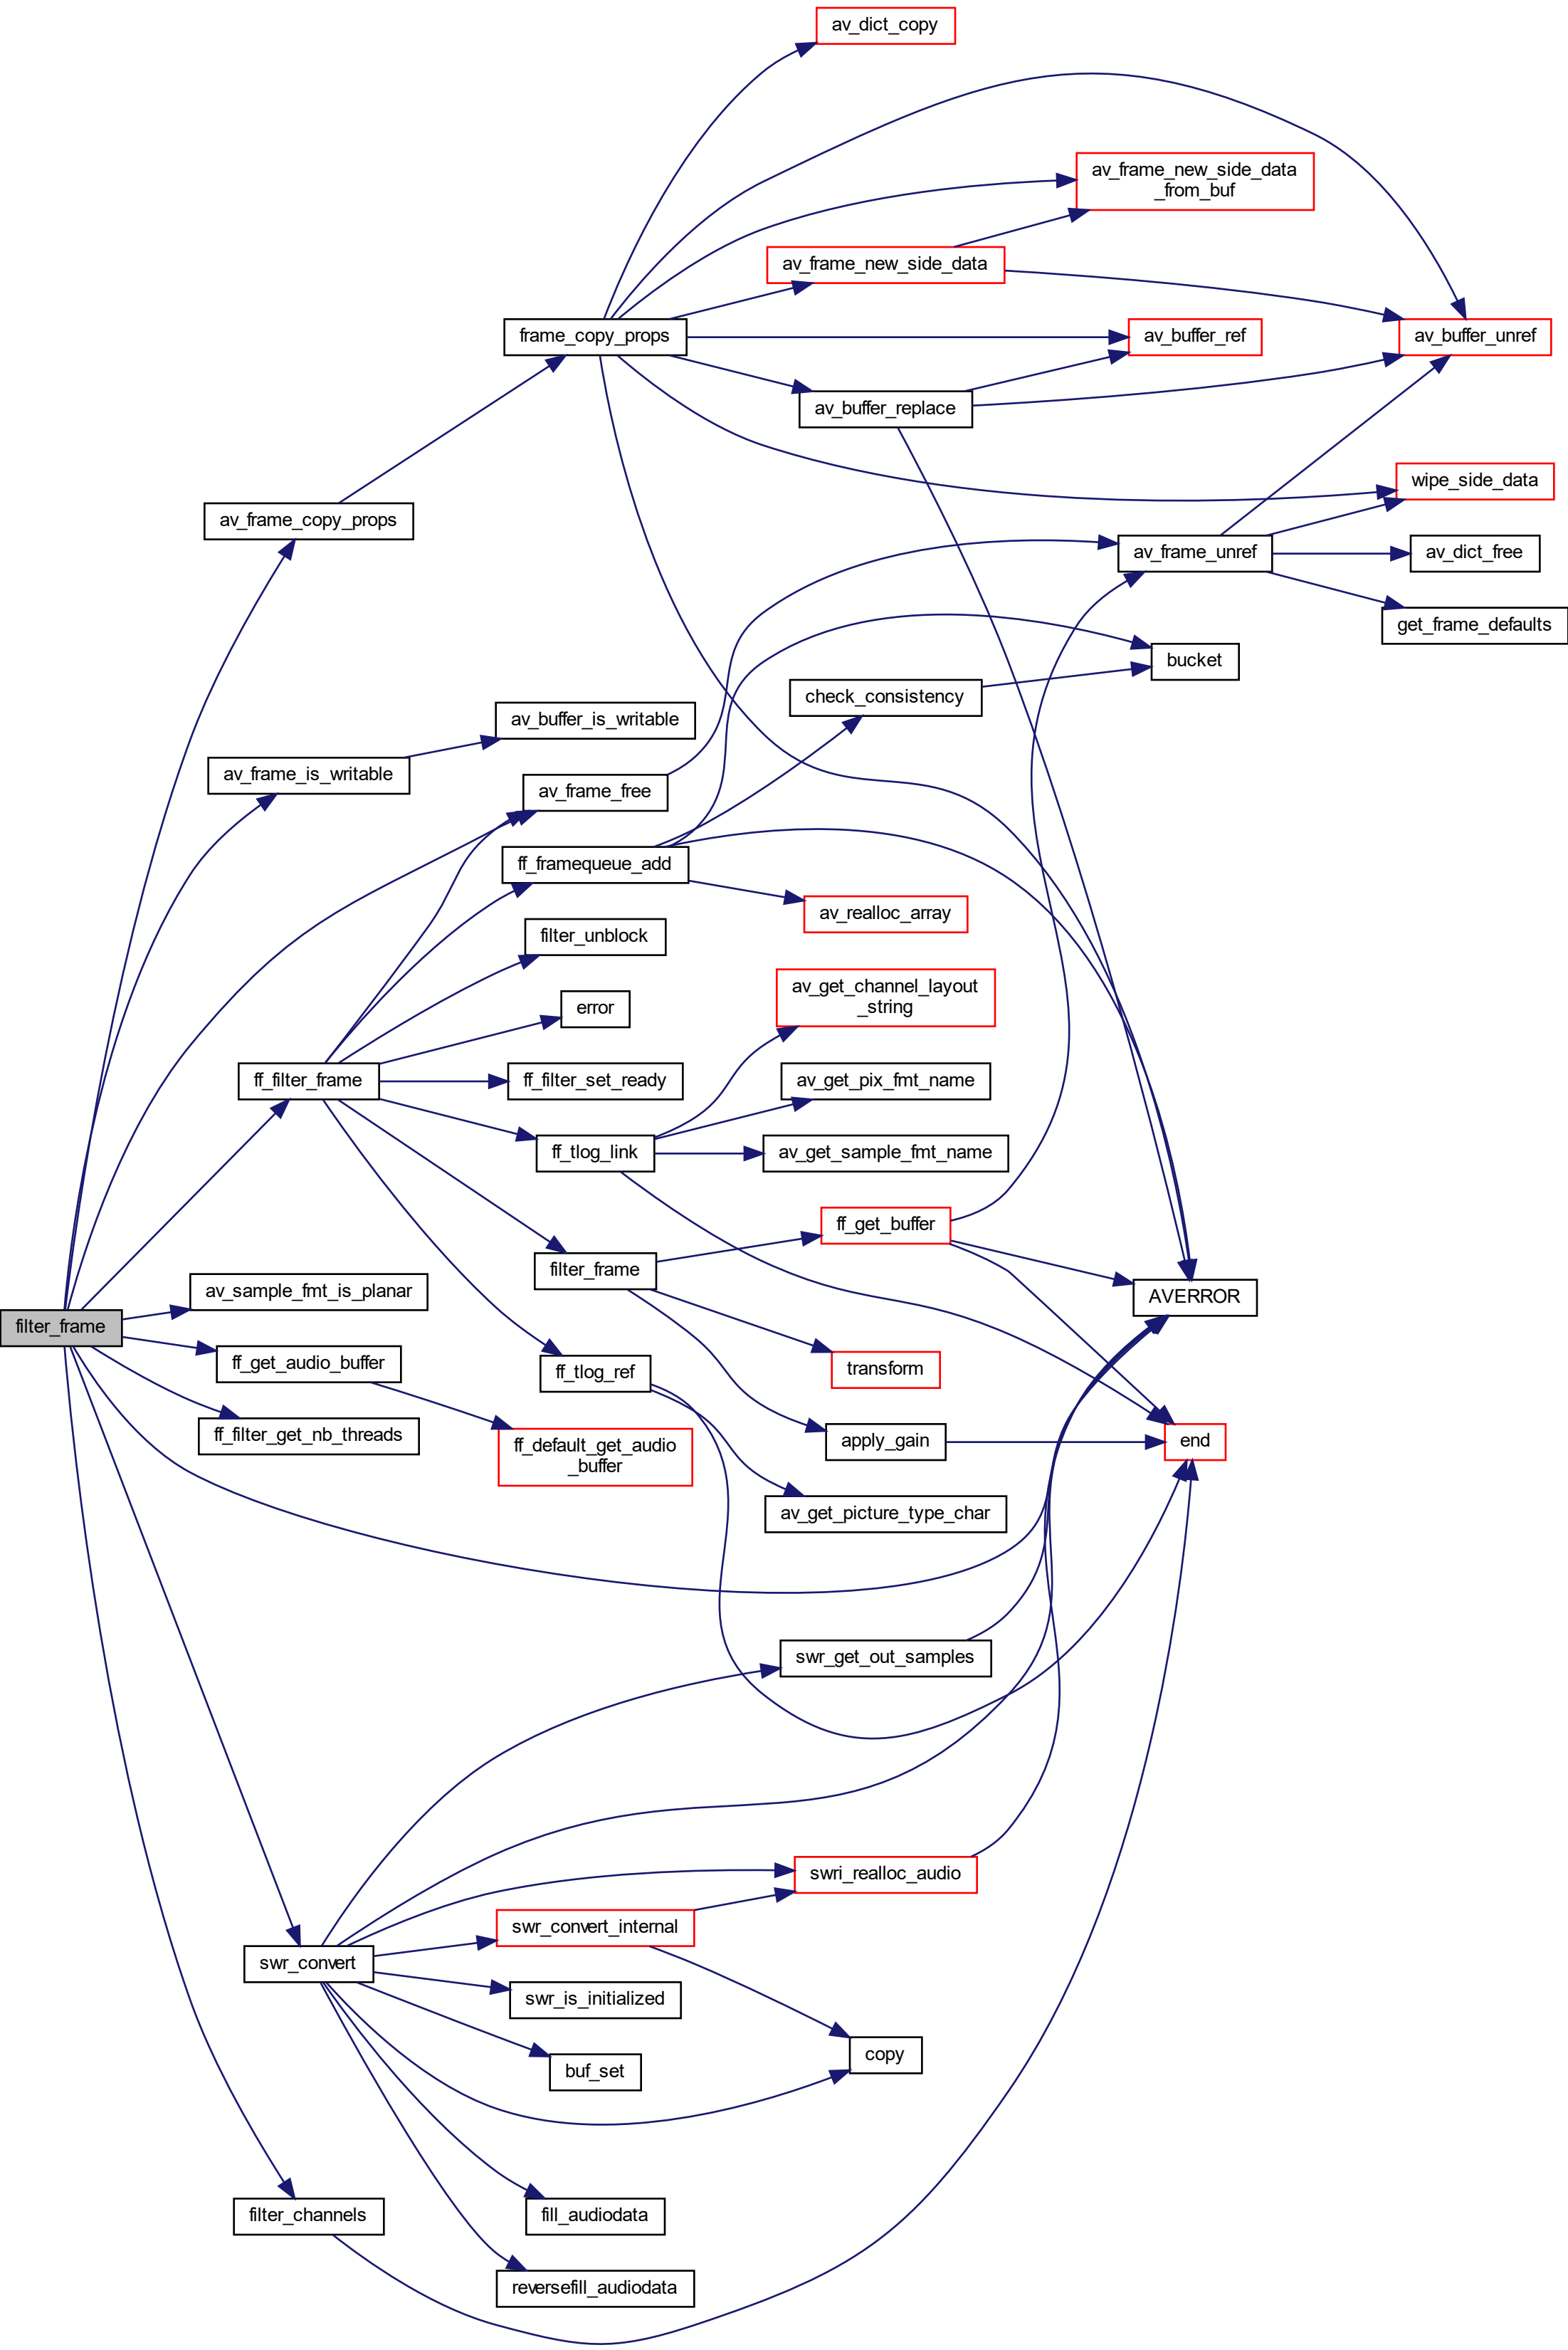 av_dict_copy
av_frame_new_side_data
_from_buf
av_frame_new_side_data
frame_copy_props
av_buffer_ref
av_buffer_unref
av_buffer_replace
wipe_side_data
av_frame_copy_props
av_frame_unref
av_dict_free
get_frame_defaults
bucket
check_consistency
av_buffer_is_writable
av_frame_is_writable
av_frame_free
ff_framequeue_add
av_realloc_array
filter_unblock
av_get_channel_layout
_string
error
ff_filter_frame
ff_filter_set_ready
av_get_pix_fmt_name
ff_tlog_link
av_get_sample_fmt_name
ff_get_buffer
filter_frame
av_sample_fmt_is_planar
AVERROR
filter_frame
ff_get_audio_buffer
ff_tlog_ref
transform
ff_filter_get_nb_threads
ff_default_get_audio
_buffer
apply_gain
end
av_get_picture_type_char
swr_get_out_samples
swri_realloc_audio
swr_convert_internal
swr_convert
swr_is_initialized
copy
buf_set
filter_channels
fill_audiodata
reversefill_audiodata